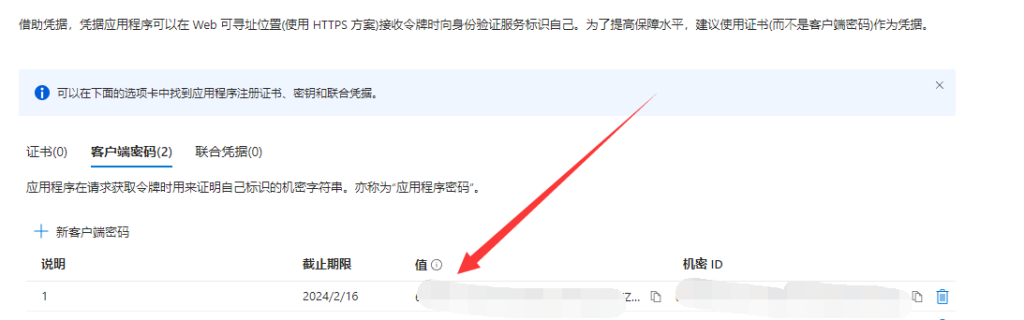 借助凭据，凭据应用程序可以在 Web 可寻址位置(使用 HTTPS 方案)接收令牌时向身份验证服务标识自己。为了提高保障水平，建议使用证书(而不是客户端密码)作为凭据。
可以在下面的选项卡中找到应用程序注册证书、密钥和联合凭据。
证书(0) 客户端密码(2) 联合凭据(0)
应用程序在请求获取令牌时用来证明自己标识的机密字符串。亦称为“应用程序密码”。
新客户端密码
说明 截止期限 值 机密 ID
1 2024/2/16